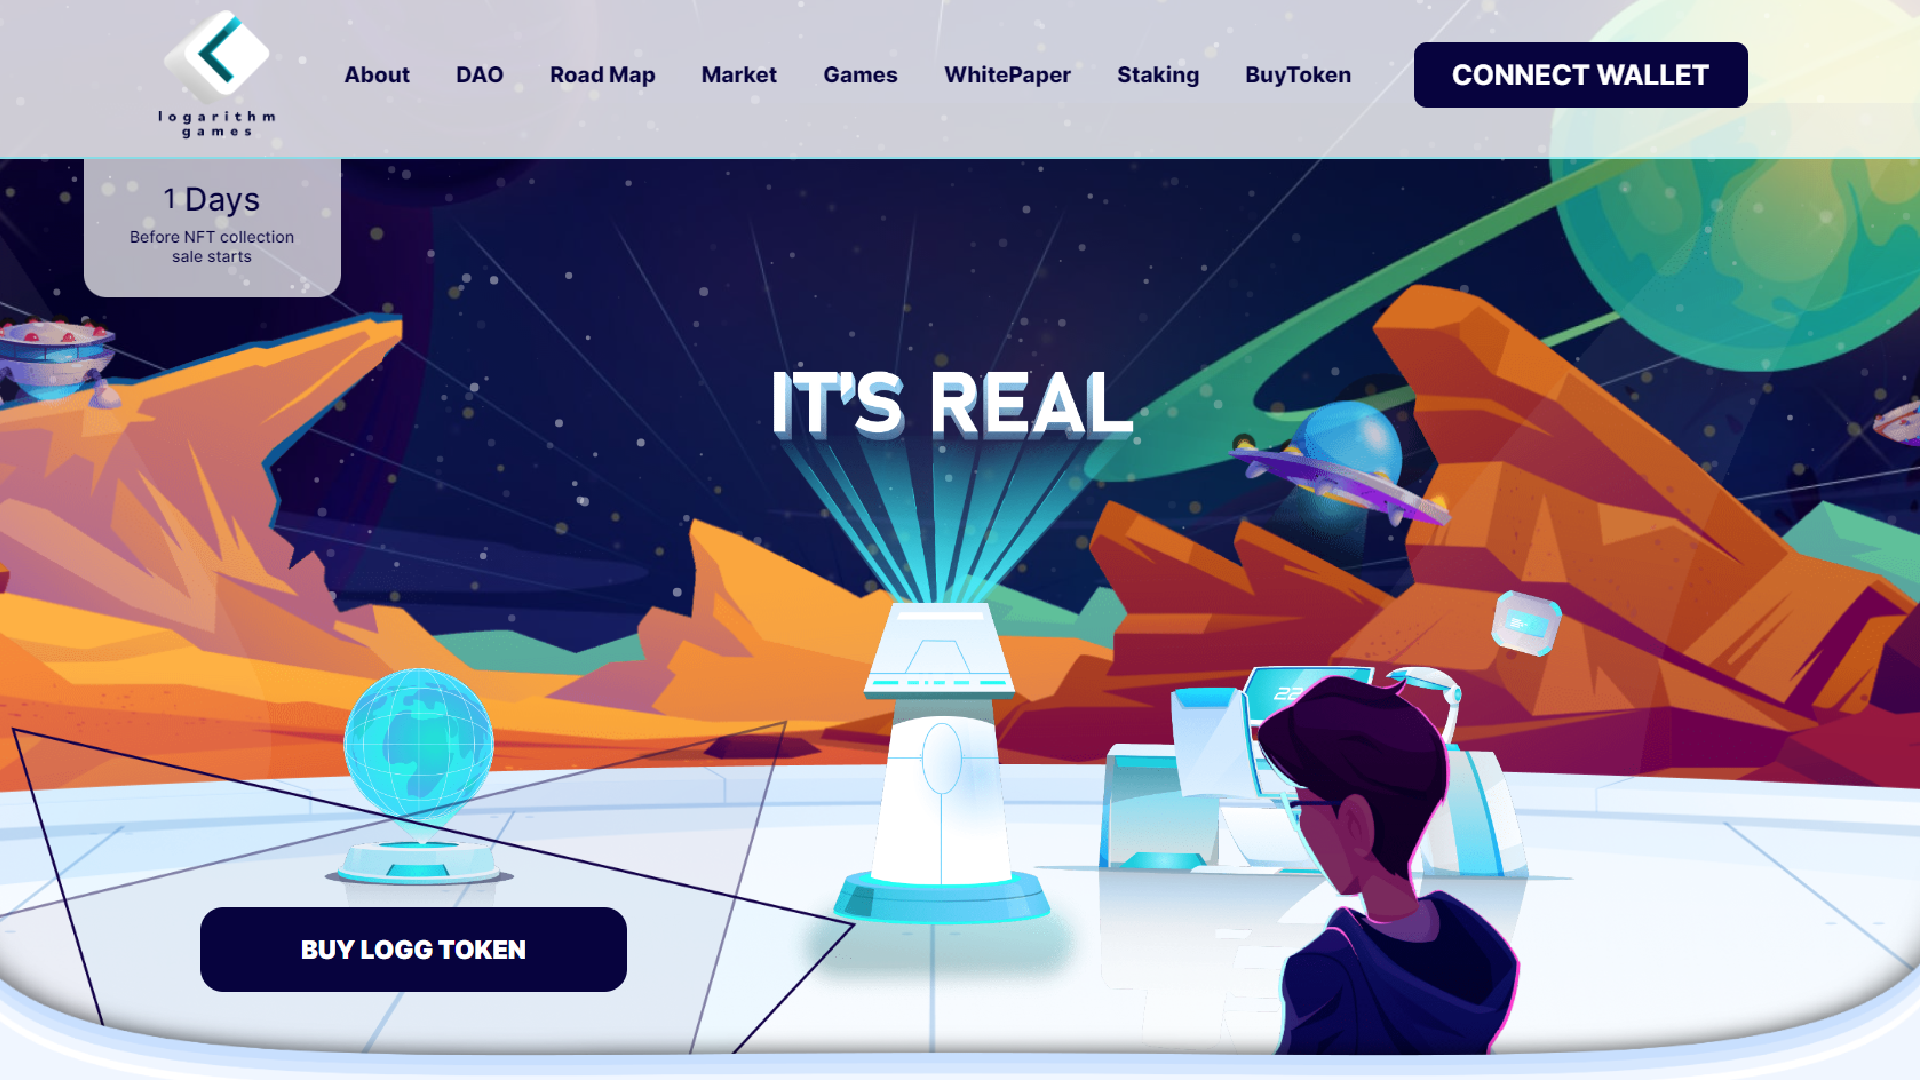 logarithm
games
About
DAO
Road Map
Market
Games
WhitePaper
Staking
BuyToken
CONNECT WALLET
1 Days
Before NFT collection
sale starts
IT'S REAL
BUY LOGG TOKEN